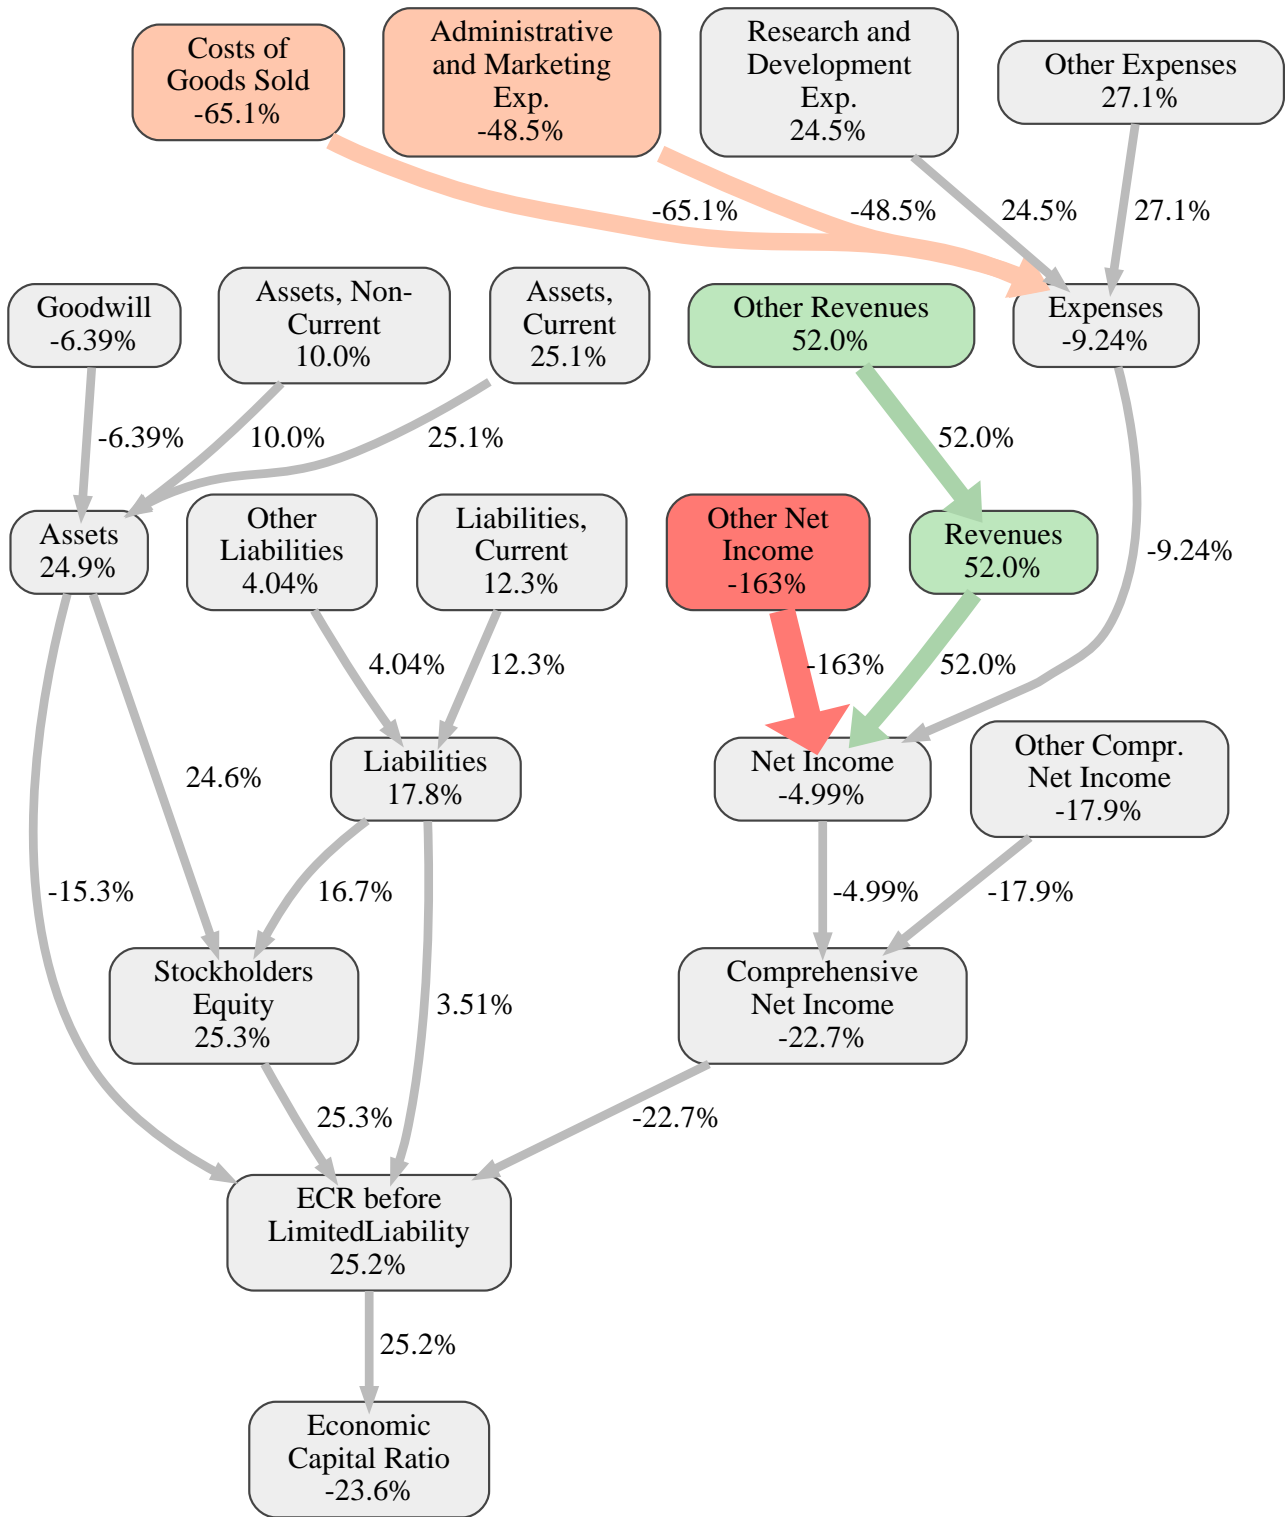 Costs of
Goods Sold
-65.1%
Administrative
and Marketing
Exp.
-48.5%
Research and
Development
Exp.
24.5%
Other Expenses
27.1%
-65.1%
-48.5%
24.5%
27.1%
Goodwill
-6.39%
Assets, Non-
Current
10.0%
Assets,
Current
25.1%
Other Revenues
52.0%
Expenses
-9.24%
-6.39%
10.0%
25.1%
52.0%
Assets
24.9%
Other
Liabilities
4.04%
Liabilities,
Current
12.3%
Other Net
Income
-163%
Revenues
52.0%
-9.24%
4.04%
12.3%
-163%
52.0%
24.6%
Liabilities
17.8%
Net Income
-4.99%
Other Compr.
Net Income
-17.9%
-15.3%
16.7%
-4.99%
-17.9%
Stockholders
Equity
25.3%
3.51%
Comprehensive
Net Income
-22.7%
25.3%
-22.7%
ECR before
LimitedLiability
25.2%
25.2%
Economic
Capital Ratio
-23.6%